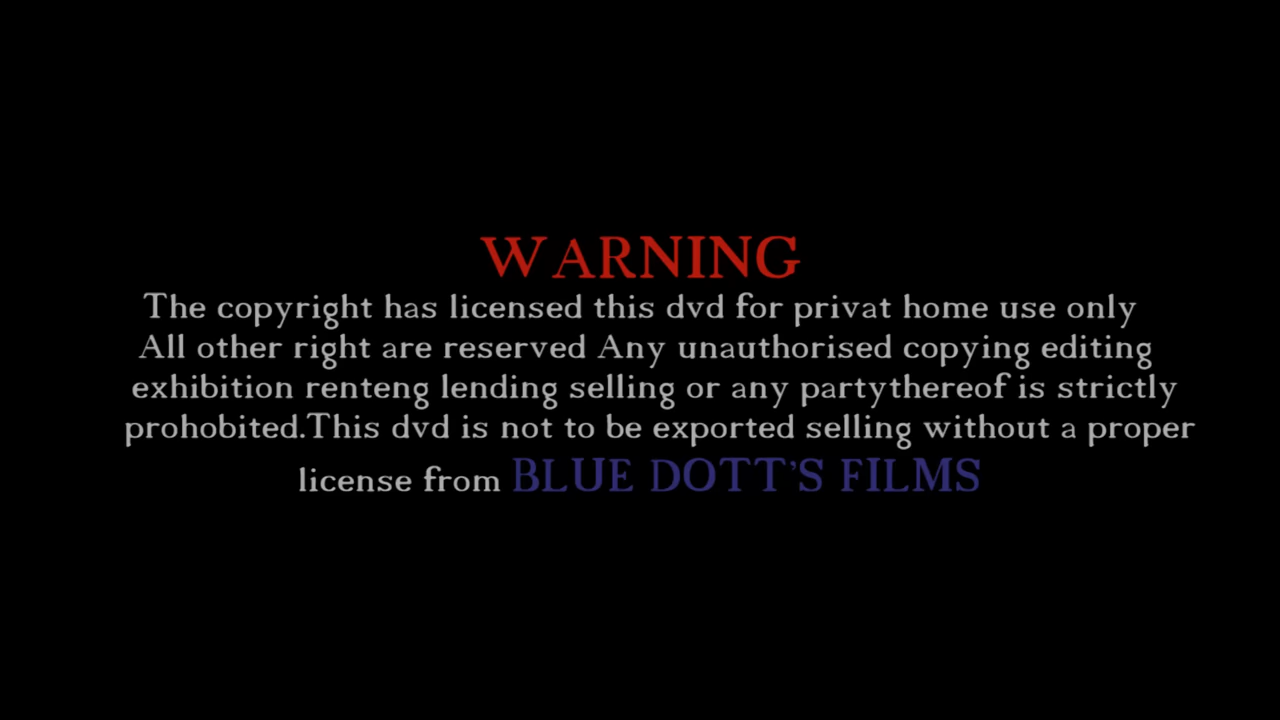 WARNING
The copyright has licensed this dvd for privat home use only
All other right are reserved Any unauthorised copying editing
exhibition renteng lending selling or any partythereof is strictly
prohobited.This dvd is not to be exported selling without a proper
license from BLUE DOTT'S FILMS